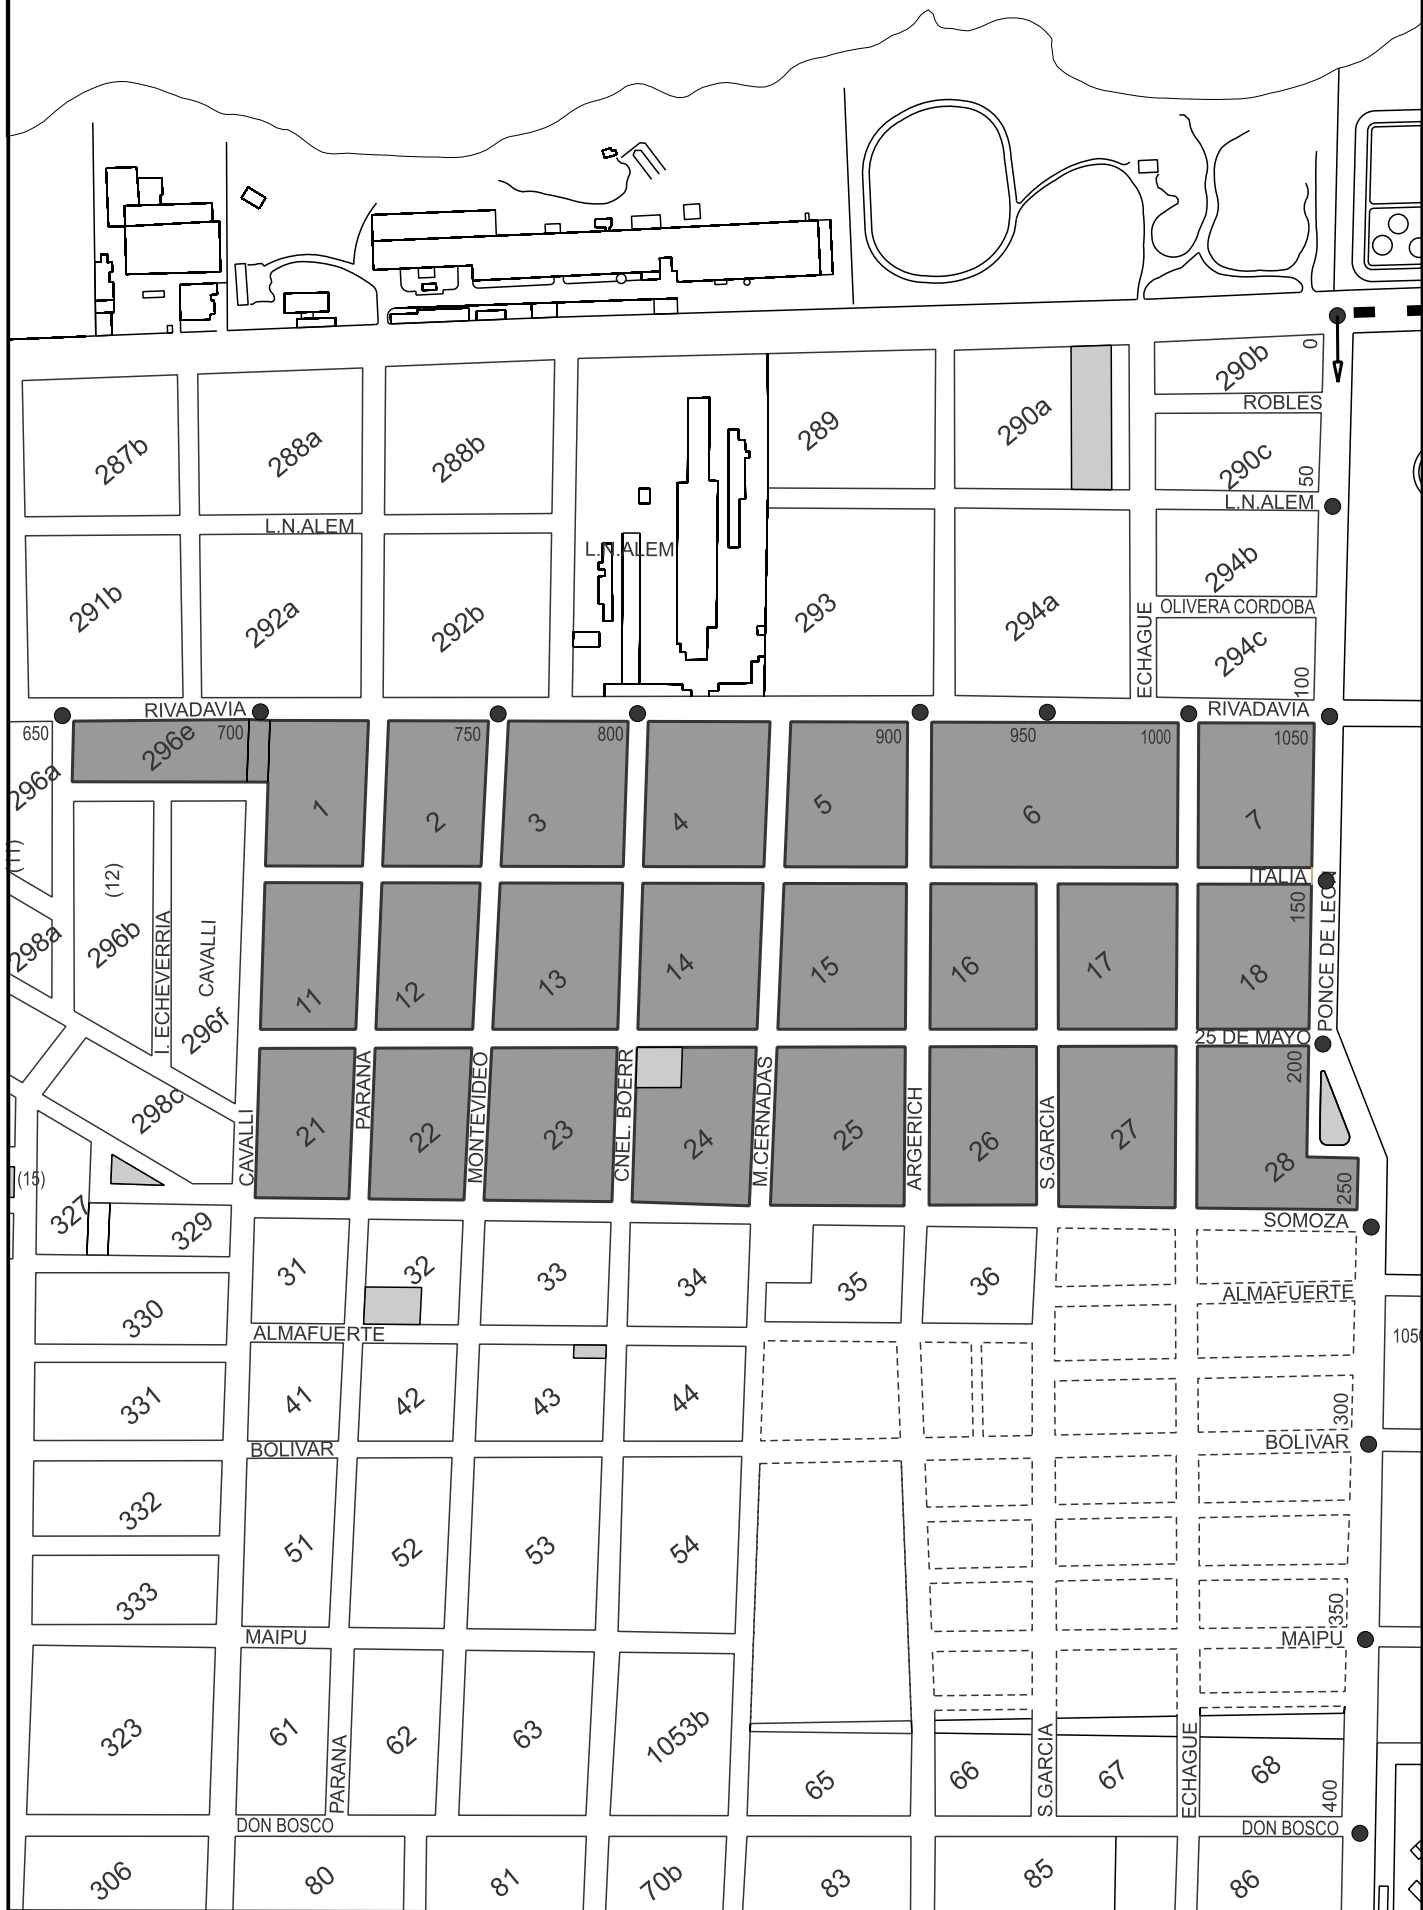 290b
0
ROBLES
287b
288a
288b
289
290a
290c
50
L.N.ALEM
L.N.ALEM
L.N.ALEM
291b
292a
292b
293
294a
294b
ECHAGUE
OLIVERA CORDOBA
294c
100
RIVADAVIA
RIVADAVIA
650
296e
700
750
800
900
950
1000
1050
296a
1
2
3
4
5
6
7
(11)
(12)
ITALIA
150
PONCE DE LEON
298a
296b
I. ECHEVERRIA
CAVALLI
296f
11
12
13
14
15
16
17
18
25 DE MAYO
200
298c
CAVALLI
PARANA
MONTEVIDEO
CNEL. BOERR
M.CERNADAS
ARGERICH
S.GARCIA
21
22
23
24
25
26
27
28
250
(15)
327
329
SOMOZA
31
32
33
34
35
36
330
ALMAFUERTE
ALMAFUERTE
1050
331
41
42
43
44
300
BOLIVAR
BOLIVAR
332
51
52
53
54
333
350
MAIPU
MAIPU
323
61
PARANA
62
63
1053b
65
66
S.GARCIA
67
ECHAGUE
68
400
DON BOSCO
DON BOSCO
306
80
81
70b
83
85
86